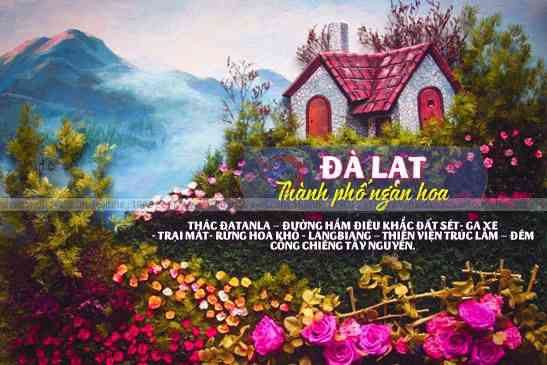 ĐÀ LẠT
Thành phố ngàn hoa
THÁC ĐATANLA – ĐƯỜNG HẦM ĐIÊU KHẮC ĐẤT SÉT- GA XE
- TRẠI MÁT- RỪNG HOA KHÔ - LANGBIANG – THIỀN VIỆN TRÚC LÂM – ĐÊM
CỒNG CHIÊNG TÂY NGUYÊN.